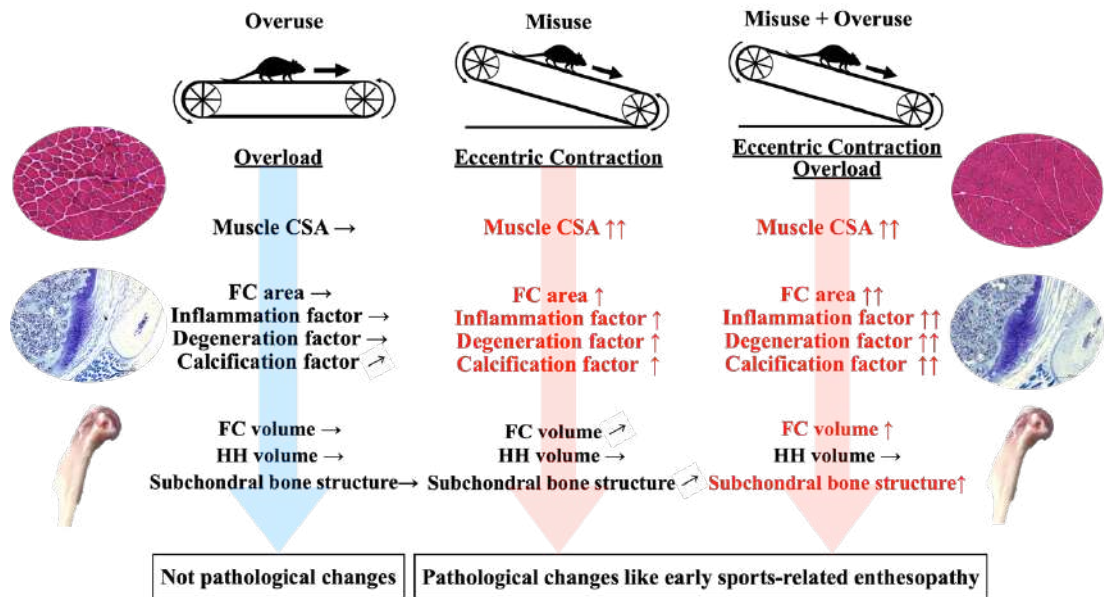 Overuse
Misuse
Misuse + Overuse
Overload
Eccentric Contraction
Eccentric Contraction
Overload
Muscle CSA →
Muscle CSA ↑↑
Muscle CSA ↑↑
FC area →
Inflammation factor →
Degeneration factor →
Calcification factor ↗
FC area ↑
Inflammation factor ↑
Degeneration factor ↑
Calcification factor ↑
FC area ↑↑
Inflammation factor ↑↑
Degeneration factor ↑↑
Calcification factor ↑↑
FC volume →
HH volume →
Subchondral bone structure→
FC volume ↗
HH volume →
Subchondral bone structure ↗
FC volume ↑
HH volume →
Subchondral bone structure↑
Not pathological changes
Pathological changes like early sports-related enthesopathy